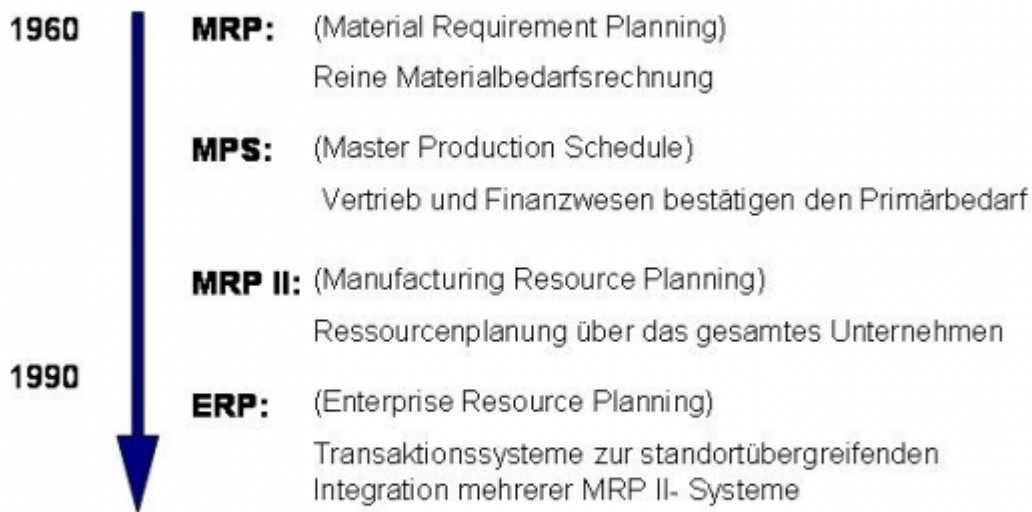 1960 MRP: (Material Requirement Planning)
Reine Materialbedarfsrechnung
MPS: (Master Production Schedule)
Vertrieb und Finanzwesen bestätigen den Primärbedarf
MRP II: (Manufacturing Resource Planning)
Ressourcenplanung über das gesamtes Unternehmen
1990
ERP: (Enterprise Resource Planning)
Transaktionssysteme zur standortübergreifenden
Integration mehrerer MRP II- Systeme